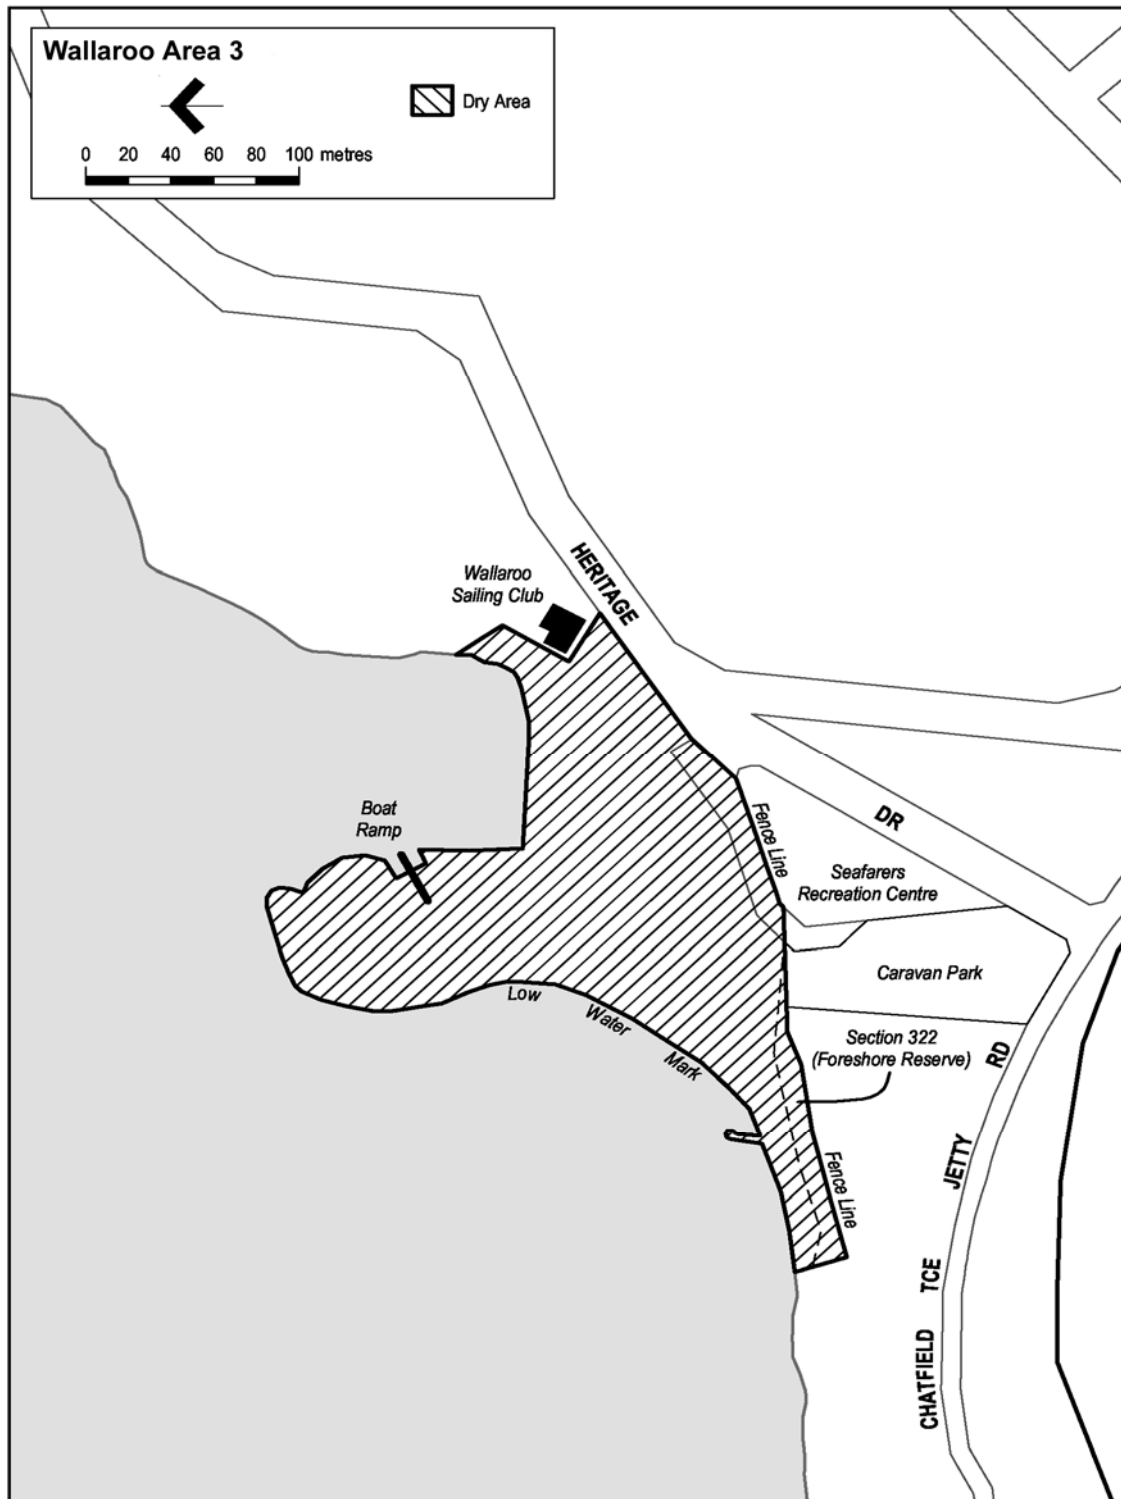 Wallaroo Area 3
Dry Area
0 20 40 60 80 100 metres
HERITAGE
Wallaroo
Sailing Club
Boat
Ramp
Fence Line
DR
Seafarers
Recreation Centre
Caravan Park
Low
Water
Mark
Section 322
(Foreshore Reserve)
RD
JETTY
Fence Line
TCE
CHATFIELD